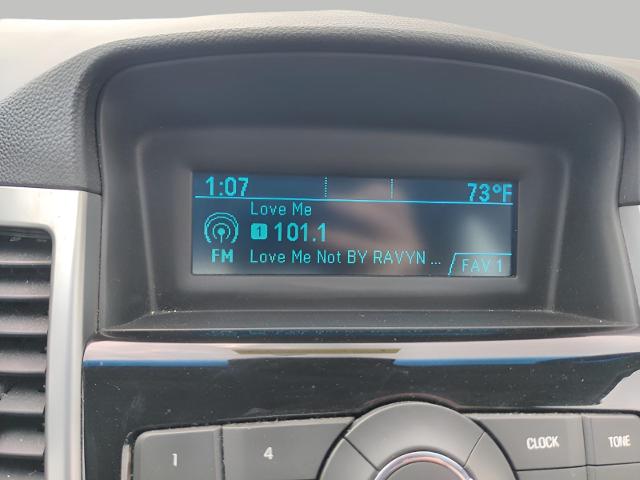 1:07 73°F
Love Me
1 101.1
FM Love Me Not BY RAVYN ... FAV 1
1 4 CLOCK TONE